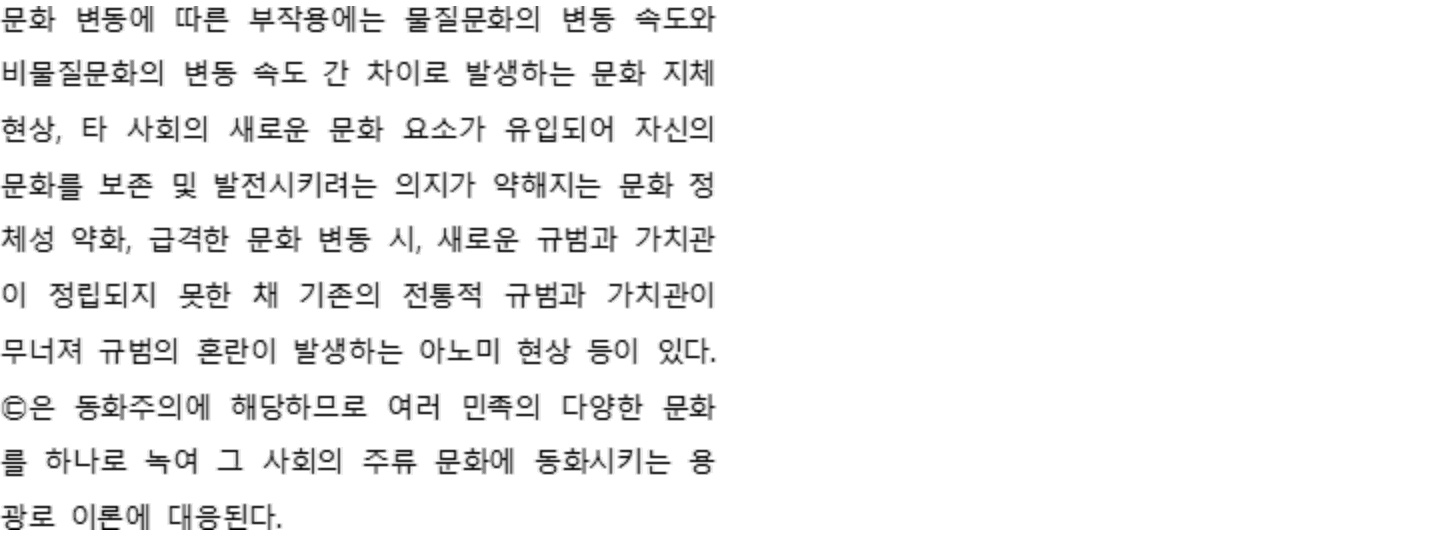 문화 변동에 따른 부작용에는 물질문화의 변동 속도와
비물질문화의 변동 속도 간 차이로 발생하는 문화 지체
현상, 타 사회의 새로운 문화 요소가 유입되어 자신의
문화를 보존 및 발전시키려는 의지가 약해지는 문화 정
체성 약화, 급격한 문화 변동 시, 새로운 규범과 가치관
이 정립되지 못한 채 기존의 전통적 규범과 가치관이
무너져 규범의 혼란이 발생하는 아노미 현상 등이 있다.
㉢은 동화주의에 해당하므로 여러 민족의 다양한 문화
를 하나로 녹여 그 사회의 주류 문화에 동화시키는 용
광로 이론에 대응된다.